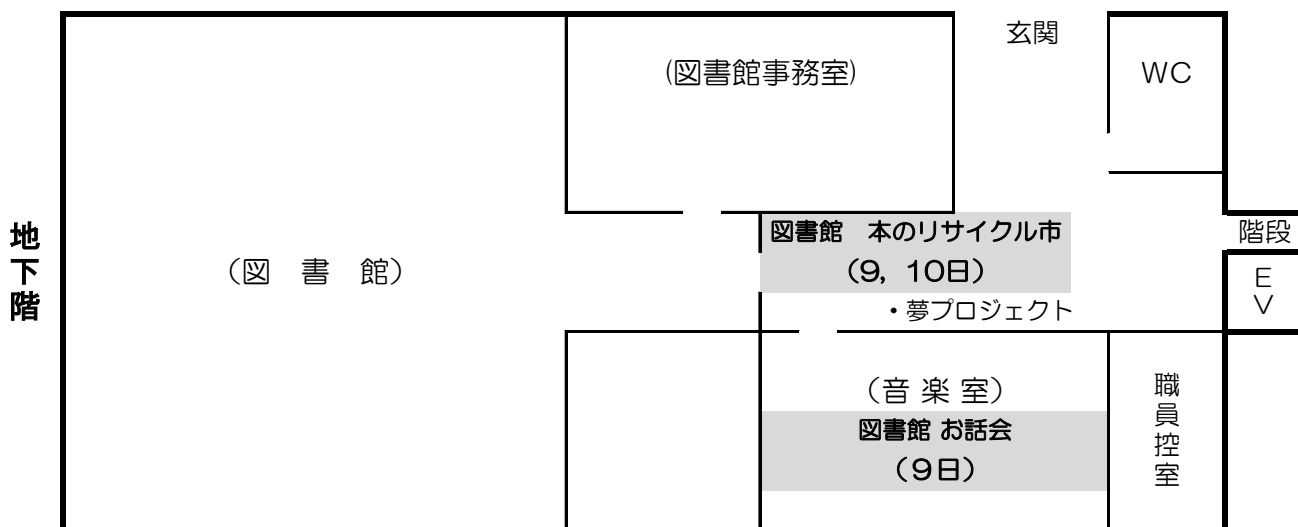 玄関
(図書館事務室)
WC
地下階
図書館　本のリサイクル市
階段
（図　書　館）
（9，10日）
EV
・夢プロジェクト
（音 楽 室）
職員控室
図書館 お話会
（9日）